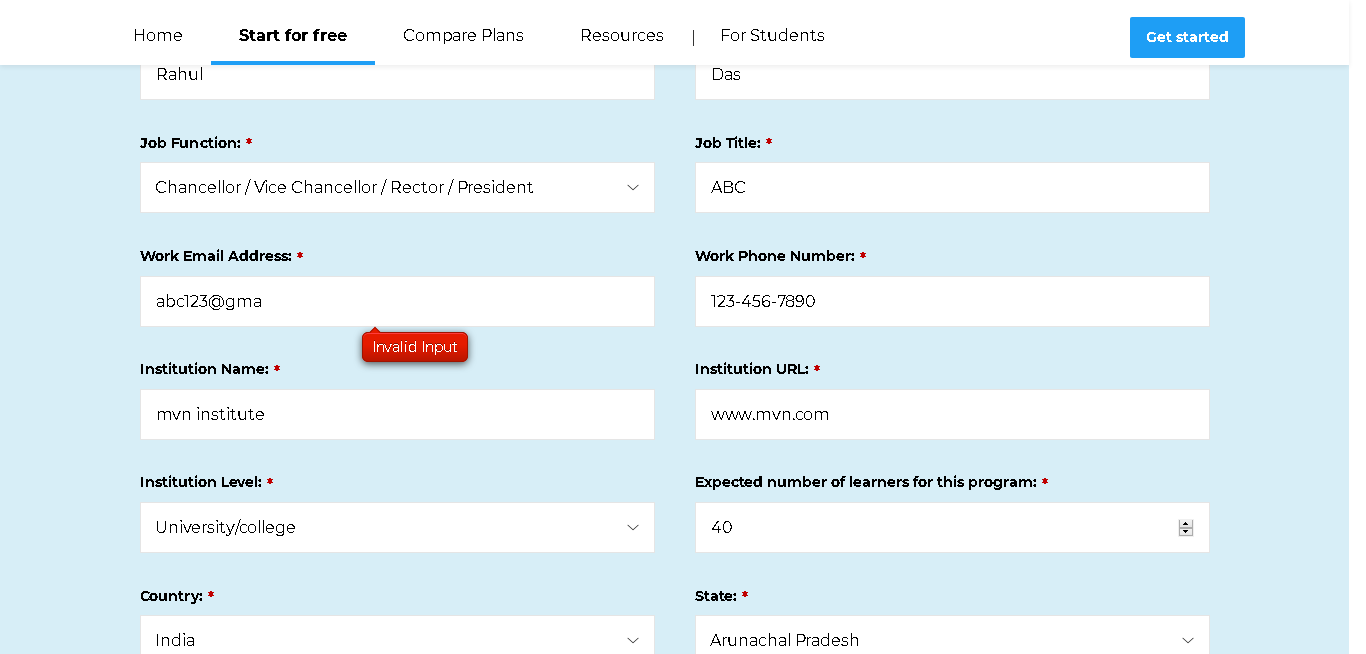 Home Start for free Compare Plans Resources | For Students Get started
Rahul Das
Job Function: * Job Title: *
Chancellor / Vice Chancellor / Rector / President ABC
Work Email Address: * Work Phone Number: *
abc123@gma 123-456-7890
Invalid Input
Institution Name: * Institution URL: *
mvn institute www.mvn.com
Institution Level: * Expected number of learners for this program: *
University/college 40
Country: * State: *
India Arunachal Pradesh